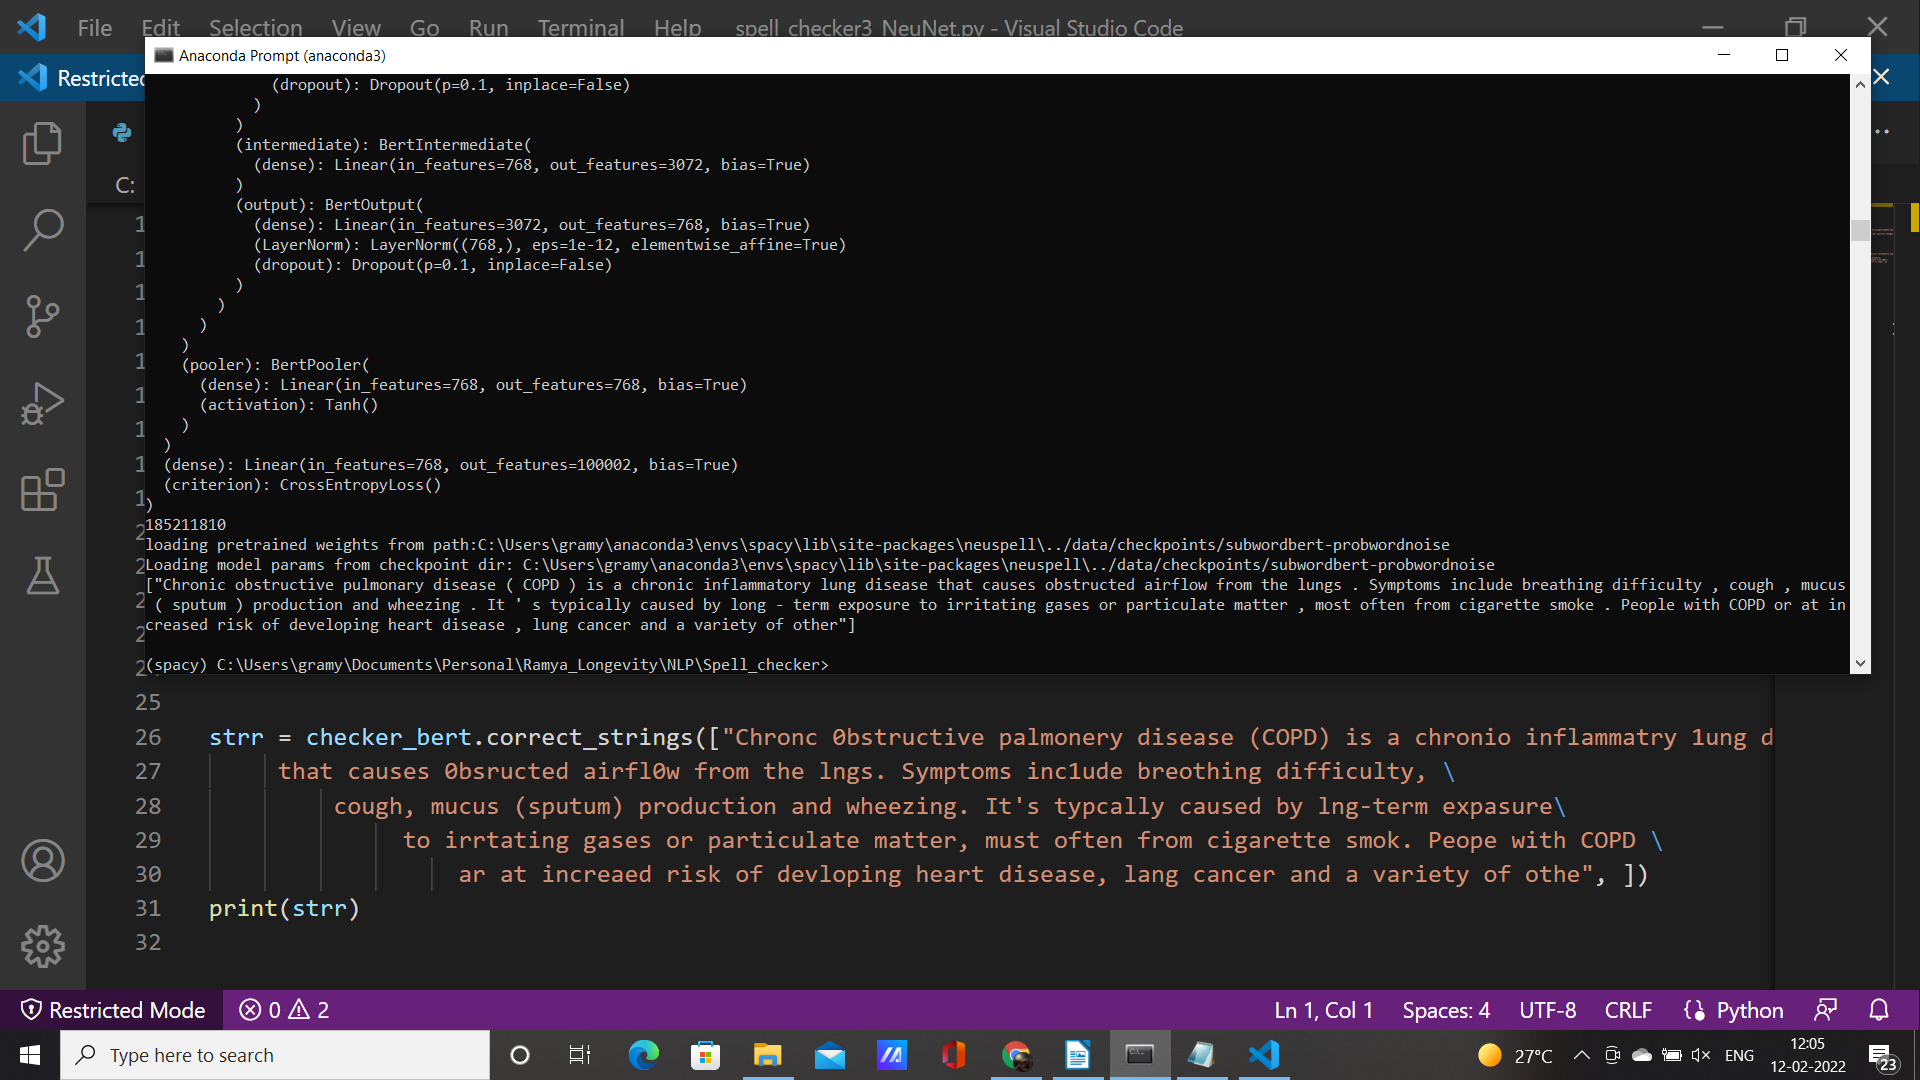 File Edit Selection View Go Run Terminal Help spell_checker3_NeuNet.py - Visual Studio Code
Anaconda Prompt (anaconda3)
Restricted
(dropout): Dropout(p=0.1, inplace=False)
)
)
(intermediate): BertIntermediate(
(dense): Linear(in_features=768, out_features=3072, bias=True)
)
(output): BertOutput(
(dense): Linear(in_features=3072, out_features=768, bias=True)
(LayerNorm): LayerNorm((768,), eps=1e-12, elementwise_affine=True)
(dropout): Dropout(p=0.1, inplace=False)
)
)
)
)
(pooler): BertPooler(
(dense): Linear(in_features=768, out_features=768, bias=True)
(activation): Tanh()
)
)
(dense): Linear(in_features=768, out_features=100002, bias=True)
(criterion): CrossEntropyLoss()
)
185211810
loading pretrained weights from path:C:\Users\gramy\anaconda3\envs\spacy\lib\site-packages\neuspell\../data/checkpoints/subwordbert-probwordnoise
Loading model params from checkpoint dir: C:\Users\gramy\anaconda3\envs\spacy\lib\site-packages\neuspell\../data/checkpoints/subwordbert-probwordnoise
["Chronic obstructive pulmonary disease ( COPD ) is a chronic inflammatory lung disease that causes obstructed airflow from the lungs . Symptoms include breathing difficulty , cough , mucus
( sputum ) production and wheezing . It ' s typically caused by long - term exposure to irritating gases or particulate matter , most often from cigarette smoke . People with COPD or at in
creased risk of developing heart disease , lung cancer and a variety of other"]
(spacy) C:\Users\gramy\Documents\Personal\Ramya_Longevity\NLP\Spell_checker>
C:
25
26 strr = checker_bert.correct_strings(["Chronc 0bstructive palmonery disease (COPD) is a chronio inflammatry 1ung d
27 that causes 0bsructed airfl0w from the lngs. Symptoms inc1ude breothing difficulty, \
28 cough, mucus (sputum) production and wheezing. It's typcally caused by lng-term expasure\
29 to irrtating gases or particulate matter, must often from cigarette smok. Peope with COPD \
30 ar at increaed risk of devloping heart disease, lang cancer and a variety of othe", ])
31 print(strr)
32
Restricted Mode 0 2 Ln 1, Col 1 Spaces: 4 UTF-8 CRLF Python
Type here to search 27°C ENG 12:05
12-02-2022 23